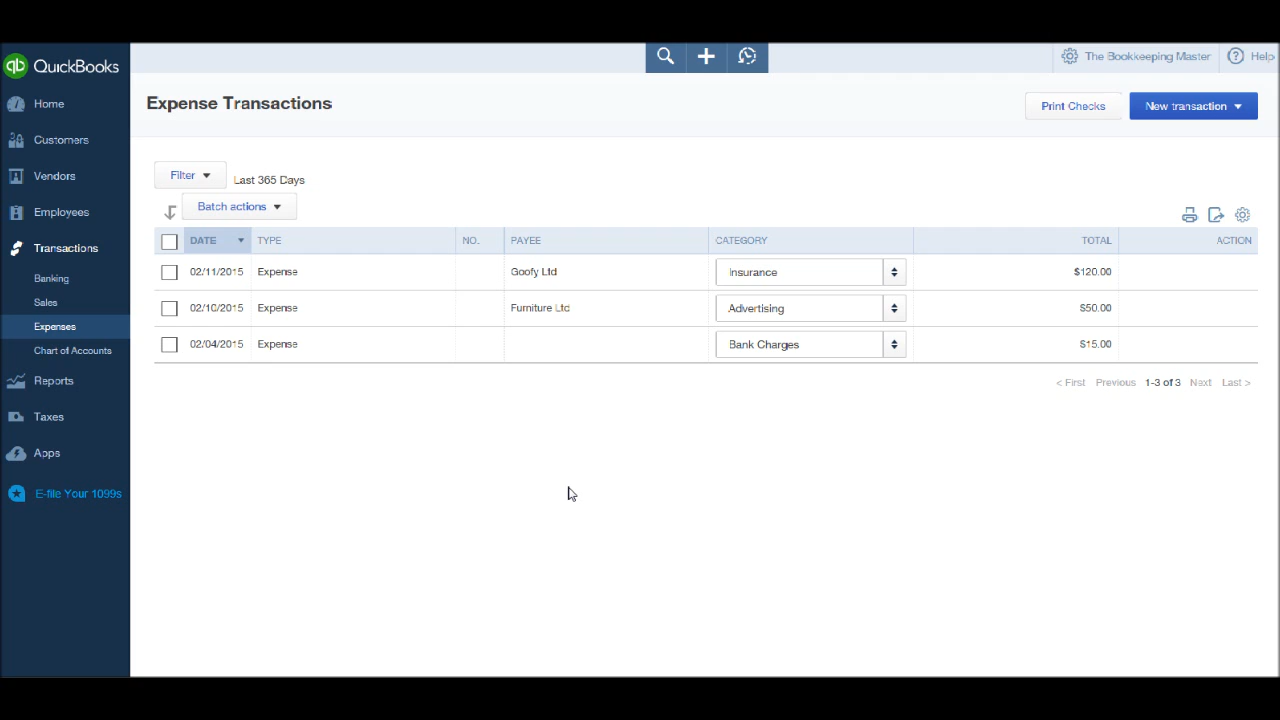 qb QuickBooks
The Bookkeeping Master
Help
Home
Customers
Vendors
Employees
Transactions
Banking
Sales
Expenses
Chart of Accounts
Reports
Taxes
Apps
E-file Your 1099s
Expense Transactions
Print Checks
New transaction
Filter
Last 365 Days
Batch actions
DATE TYPE NO. PAYEE CATEGORY TOTAL ACTION
02/11/2015 Expense Goofy Ltd Insurance $120.00
02/10/2015 Expense Furniture Ltd Advertising $50.00
02/04/2015 Expense Bank Charges $15.00
< First Previous 1-3 of 3 Next Last >